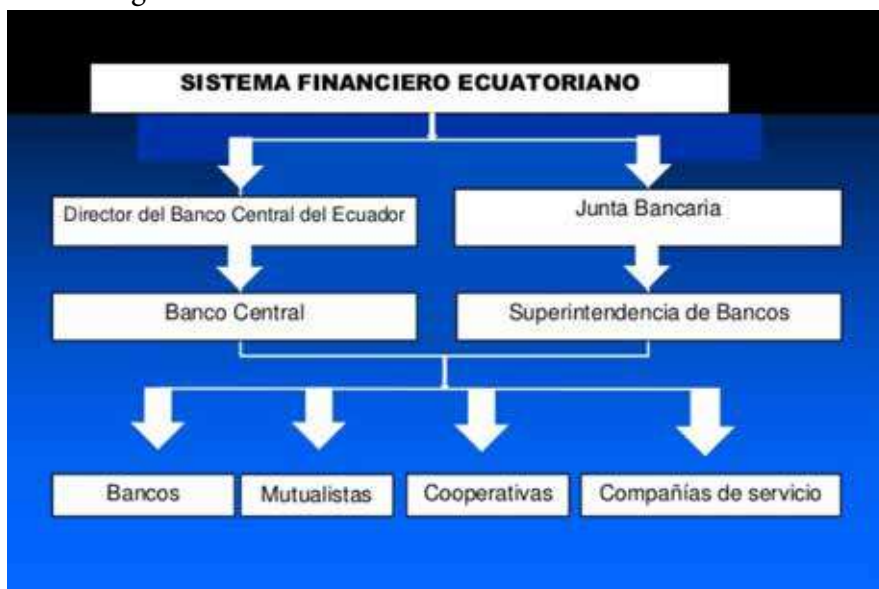 SISTEMA FINANCIERO ECUATORIANO
Director del Banco Central del Ecuador
Junta Bancaria
Banco Central
Superintendencia de Bancos
Bancos
Mutualistas
Cooperativas
Compañías de servicio